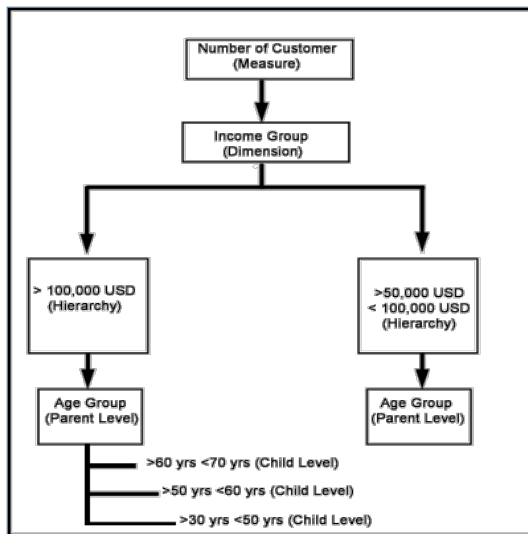 Number of Customer
(Measure)
Income Group
(Dimension)
> 100,000 USD
(Hierarchy)
>50,000 USD
< 100,000 USD
(Hierarchy)
Age Group
(Parent Level)
Age Group
(Parent Level)
>60 yrs <70 yrs (Child Level)
>50 yrs <60 yrs (Child Level)
>30 yrs <50 yrs (Child Level)